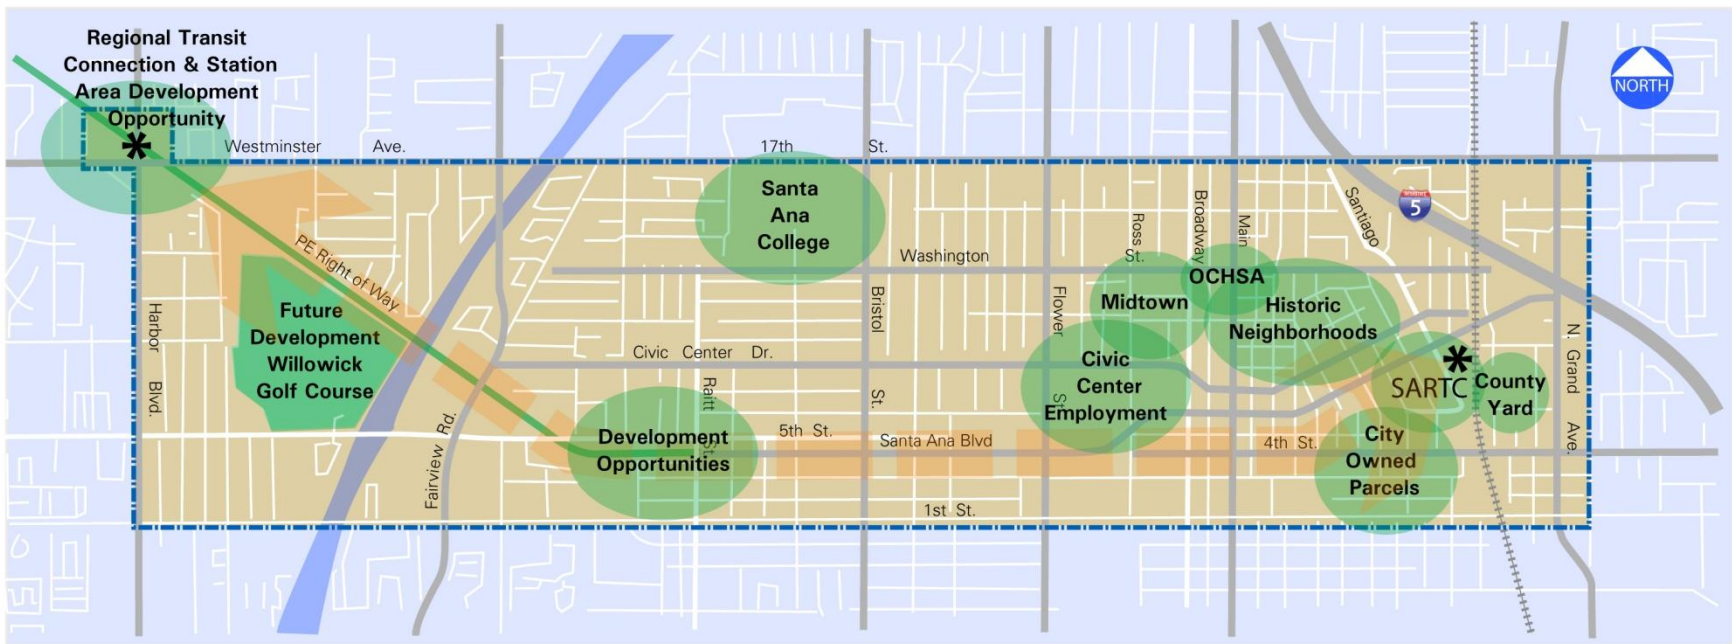 Regional Transit
Connection & Station
Area Development
Opportunity
NORTH
Westminster Ave.
17th St.
Santa
Ana
College
INTERSTATE
5
Santiago
Ross St.
Broadway
Main
Washington
PE Right of Way
OCHSA
Midtown
Historic
Neighborhoods
Harbor Blvd.
Future
Development
Willowick
Golf Course
Bristol St.
Flower St.
N. Grand Ave.
Civic Center Dr.
Civic
Center
Employment
Raitt St.
SARTC
County
Yard
Fairview Rd.
Development
Opportunities
5th St.
Santa Ana Blvd
4th St.
City
Owned
Parcels
1st St.